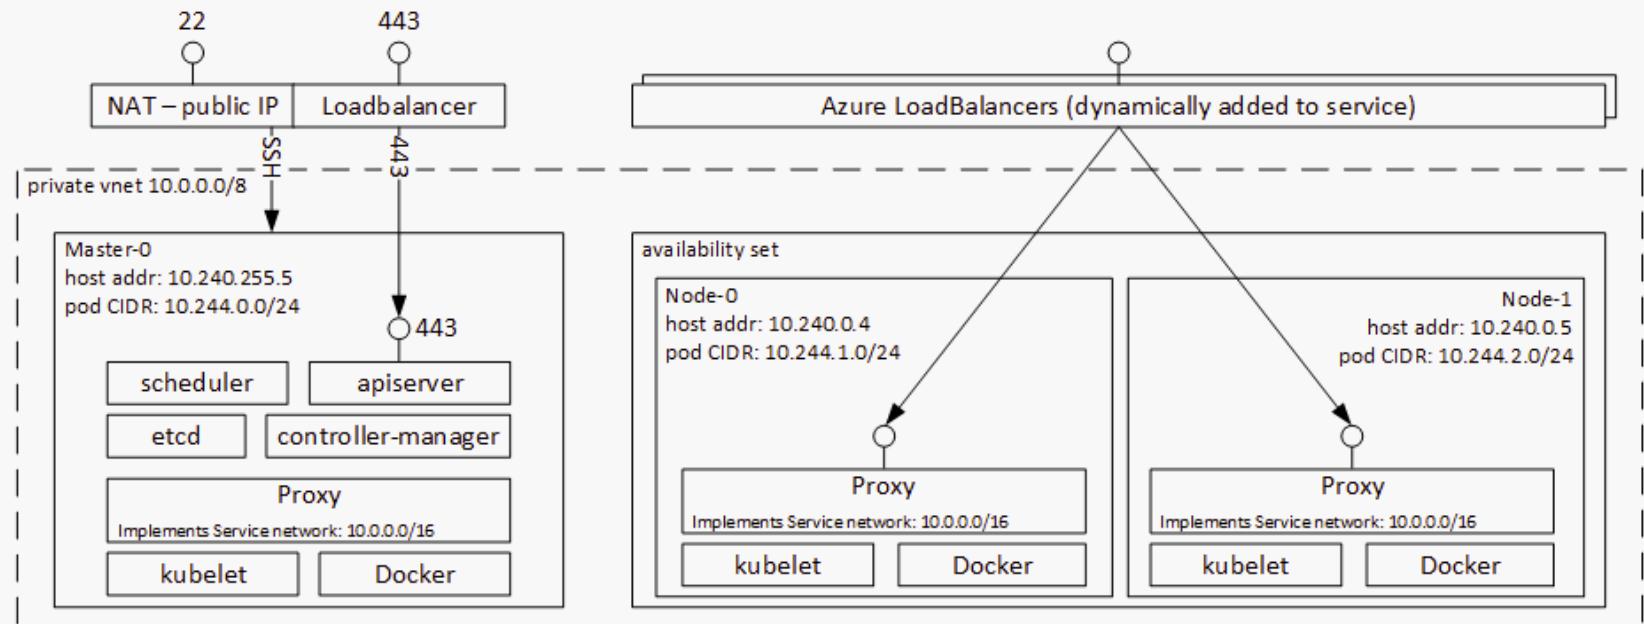 22
443
NAT – public IP
Loadbalancer
Azure LoadBalancers (dynamically added to service)
SSH
443
private vnet 10.0.0.0/8
Master-0
host addr: 10.240.255.5
pod CIDR: 10.244.0.0/24
443
scheduler
apiserver
etcd
controller-manager
Proxy
Implements Service network: 10.0.0.0/16
kubelet
Docker
availability set
Node-0
host addr: 10.240.0.4
pod CIDR: 10.244.1.0/24
Proxy
Implements Service network: 10.0.0.0/16
kubelet
Docker
Node-1
host addr: 10.240.0.5
pod CIDR: 10.244.2.0/24
Proxy
Implements Service network: 10.0.0.0/16
kubelet
Docker